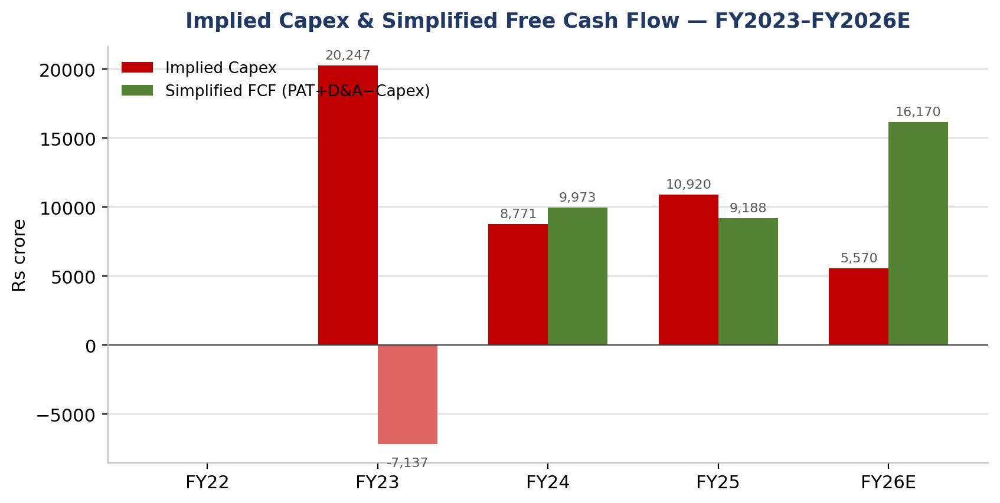 Implied Capex & Simplified Free Cash Flow — FY2023–FY2026E
Implied Capex
Simplified FCF (PAT+D&A−Capex)
Rs crore
20000
15000
10000
5000
0
−5000
20,247
-7,137
8,771
9,973
10,920
9,188
5,570
16,170
FY22
FY23
FY24
FY25
FY26E